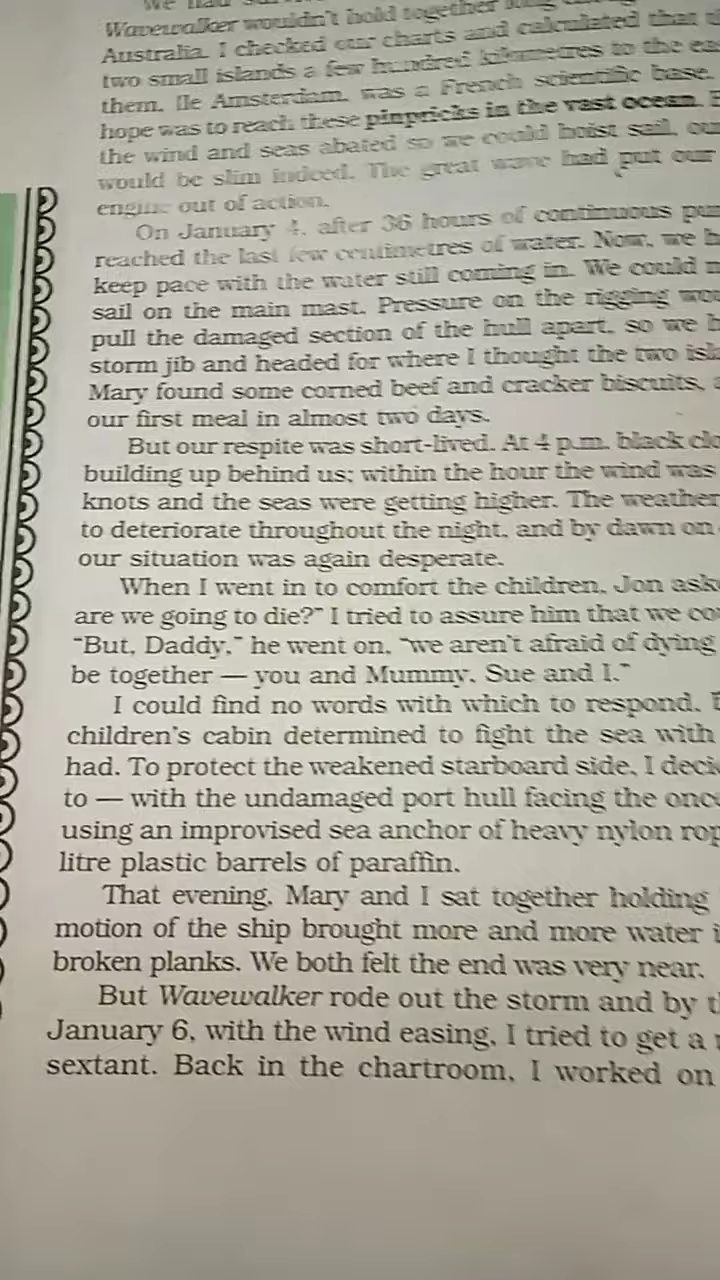 We had
Wavewalker wouldn't hold together long
Australia. I checked our charts and calculated that
two small islands a few hundred kilometres to the ea
them, Ile Amsterdam, was a French scientific base.
hope was to reach these pinpricks in the vast ocean.
the wind and seas abated so we could hoist sail, ou
would be slim indeed. The great wave had put our
engine out of action.
On January 4, after 36 hours of continuous pu
reached the last few centimetres of water. Now, we h
keep pace with the water still coming in. We could n
sail on the main mast. Pressure on the rigging wou
pull the damaged section of the hull apart, so we h
storm jib and headed for where I thought the two isla
Mary found some corned beef and cracker biscuits, a
our first meal in almost two days.
But our respite was short-lived. At 4 p.m. black clo
building up behind us; within the hour the wind was
knots and the seas were getting higher. The weather
to deteriorate throughout the night, and by dawn on
our situation was again desperate.
When I went in to comfort the children, Jon aske
are we going to die?" I tried to assure him that we cou
"But, Daddy," he went on, "we aren't afraid of dying
be together — you and Mummy, Sue and I."
I could find no words with which to respond.
children's cabin determined to fight the sea with
had. To protect the weakened starboard side, I deci
to — with the undamaged port hull facing the onco
using an improvised sea anchor of heavy nylon rop
litre plastic barrels of paraffin.
That evening, Mary and I sat together holding
motion of the ship brought more and more water i
broken planks. We both felt the end was very near.
But Wavewalker rode out the storm and by t
January 6, with the wind easing, I tried to get a r
sextant. Back in the chartroom, I worked on